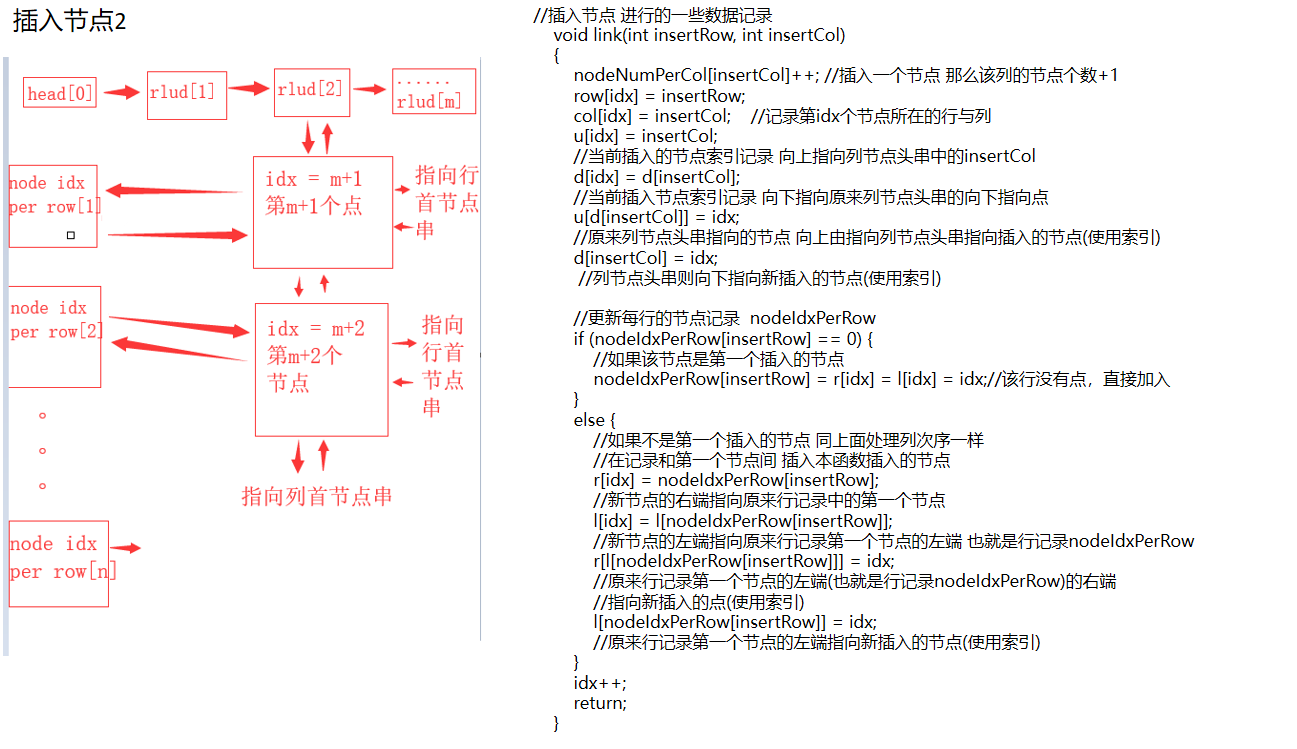 插入节点2
head[0]
rlud[1]
rlud[2]
......
rlud[m]
node idx
per row[1]
idx = m+1
第m+1个点
指向行
首节点
串
node idx
per row[2]
idx = m+2
第m+2个
节点
指向
行首
节点
串
指向列首节点串
node idx
per row[n]
//插入节点 进行的一些数据记录
void link(int insertRow, int insertCol)
{
nodeNumPerCol[insertCol]++; //插入一个节点 那么该列的节点个数+1
row[idx] = insertRow;
col[idx] = insertCol; //记录第idx个节点所在的行与列
u[idx] = insertCol;
//当前插入的节点索引记录 向上指向列节点头串中的insertCol
d[idx] = d[insertCol];
//当前插入节点索引记录 向下指向原来列节点头串的向下指向点
u[d[insertCol]] = idx;
//原来列节点头串指向的节点 向上由指向列节点头串指向插入的节点(使用索引)
d[insertCol] = idx;
//列节点头串则向下指向新插入的节点(使用索引)
//更新每行的节点记录 nodeIdxPerRow
if (nodeIdxPerRow[insertRow] == 0) {
//如果该节点是第一个插入的节点
nodeIdxPerRow[insertRow] = r[idx] = l[idx] = idx;//该行没有点，直接加入
}
else {
//如果不是第一个插入的节点 同上面处理列次序一样
//在记录和第一个节点间 插入本函数插入的节点
r[idx] = nodeIdxPerRow[insertRow];
//新节点的右端指向原来行记录中的第一个节点
l[idx] = l[nodeIdxPerRow[insertRow]];
//新节点的左端指向原来行记录第一个节点的左端 也就是行记录nodeIdxPerRow
r[l[nodeIdxPerRow[insertRow]]] = idx;
//原来行记录第一个节点的左端(也就是行记录nodeIdxPerRow)的右端
//指向新插入的点(使用索引)
l[nodeIdxPerRow[insertRow]] = idx;
//原来行记录第一个节点的左端指向新插入的节点(使用索引)
}
idx++;
return;
}